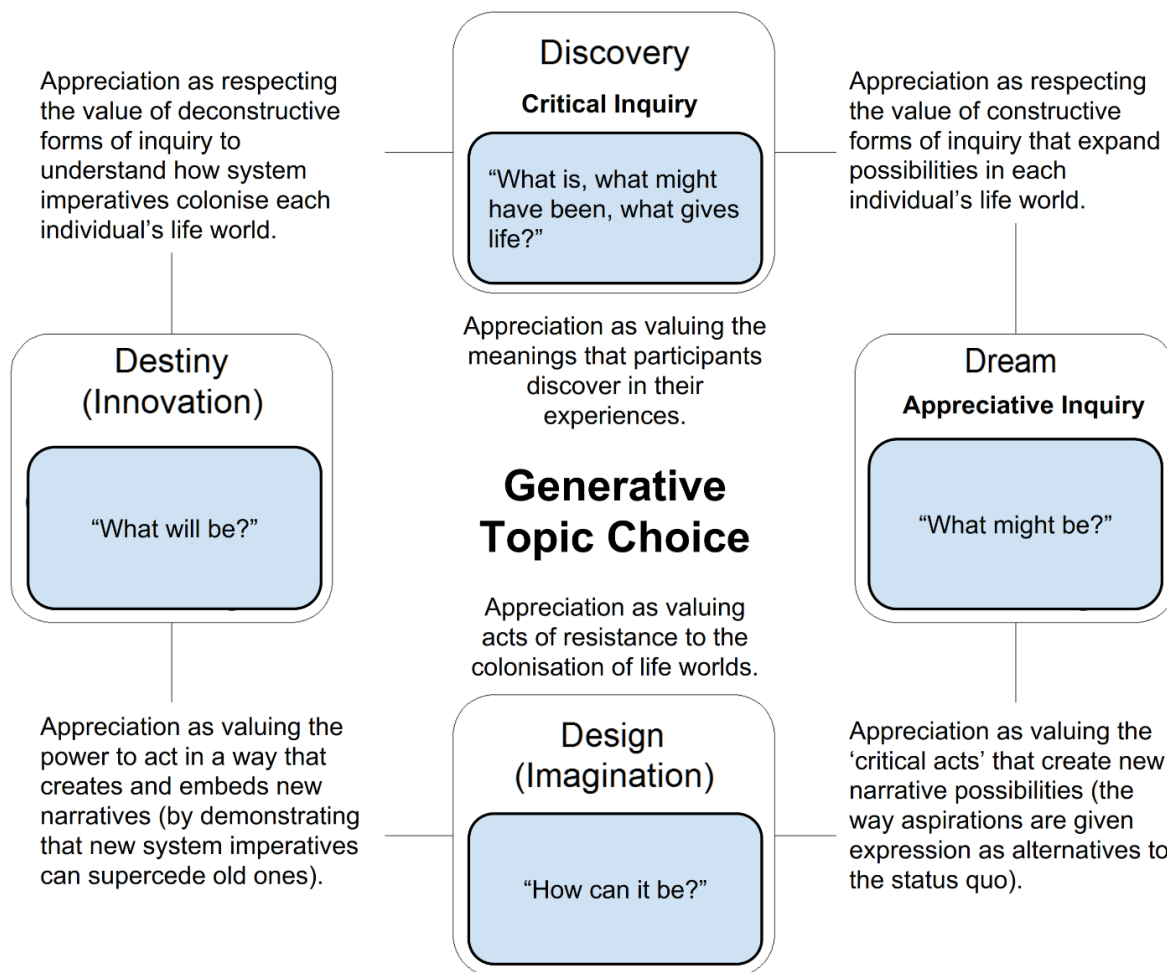 Discovery
Critical Inquiry
“What is, what might
have been, what gives
life?”
Appreciation as respecting
the value of deconstructive
forms of inquiry to
understand how system
imperatives colonise each
individual’s life world.
Appreciation as respecting
the value of constructive
forms of inquiry that expand
possibilities in each
individual’s life world.
Appreciation as valuing the
meanings that participants
discover in their
experiences.
Destiny
(Innovation)
“What will be?”
Generative
Topic Choice
Dream
Appreciative Inquiry
“What might be?”
Appreciation as valuing
acts of resistance to the
colonisation of life worlds.
Appreciation as valuing the
power to act in a way that
creates and embeds new
narratives (by demonstrating
that new system imperatives
can supercede old ones).
Design
(Imagination)
“How can it be?”
Appreciation as valuing the
‘critical acts’ that create new
narrative possibilities (the
way aspirations are given
expression as alternatives to
the status quo).